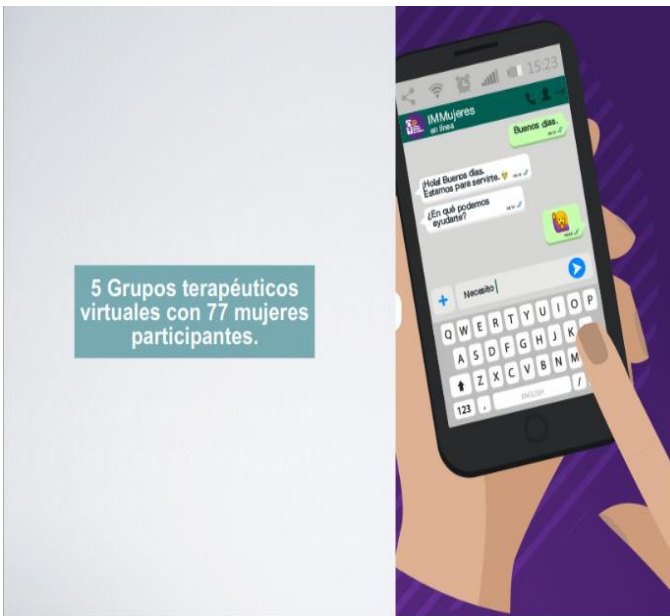 5 Grupos terapéuticos
virtuales con 77 mujeres
participantes.
15:23
IMMujeres
en línea
Buenos días.
¡Hola! Buenos días.
Estamos para servirte.
¿En qué podemos
ayudarte?
Necesito
Q W E R T Y U I O P
A S D F G H J K
Z X C V B N M
123 , ENGLISH /